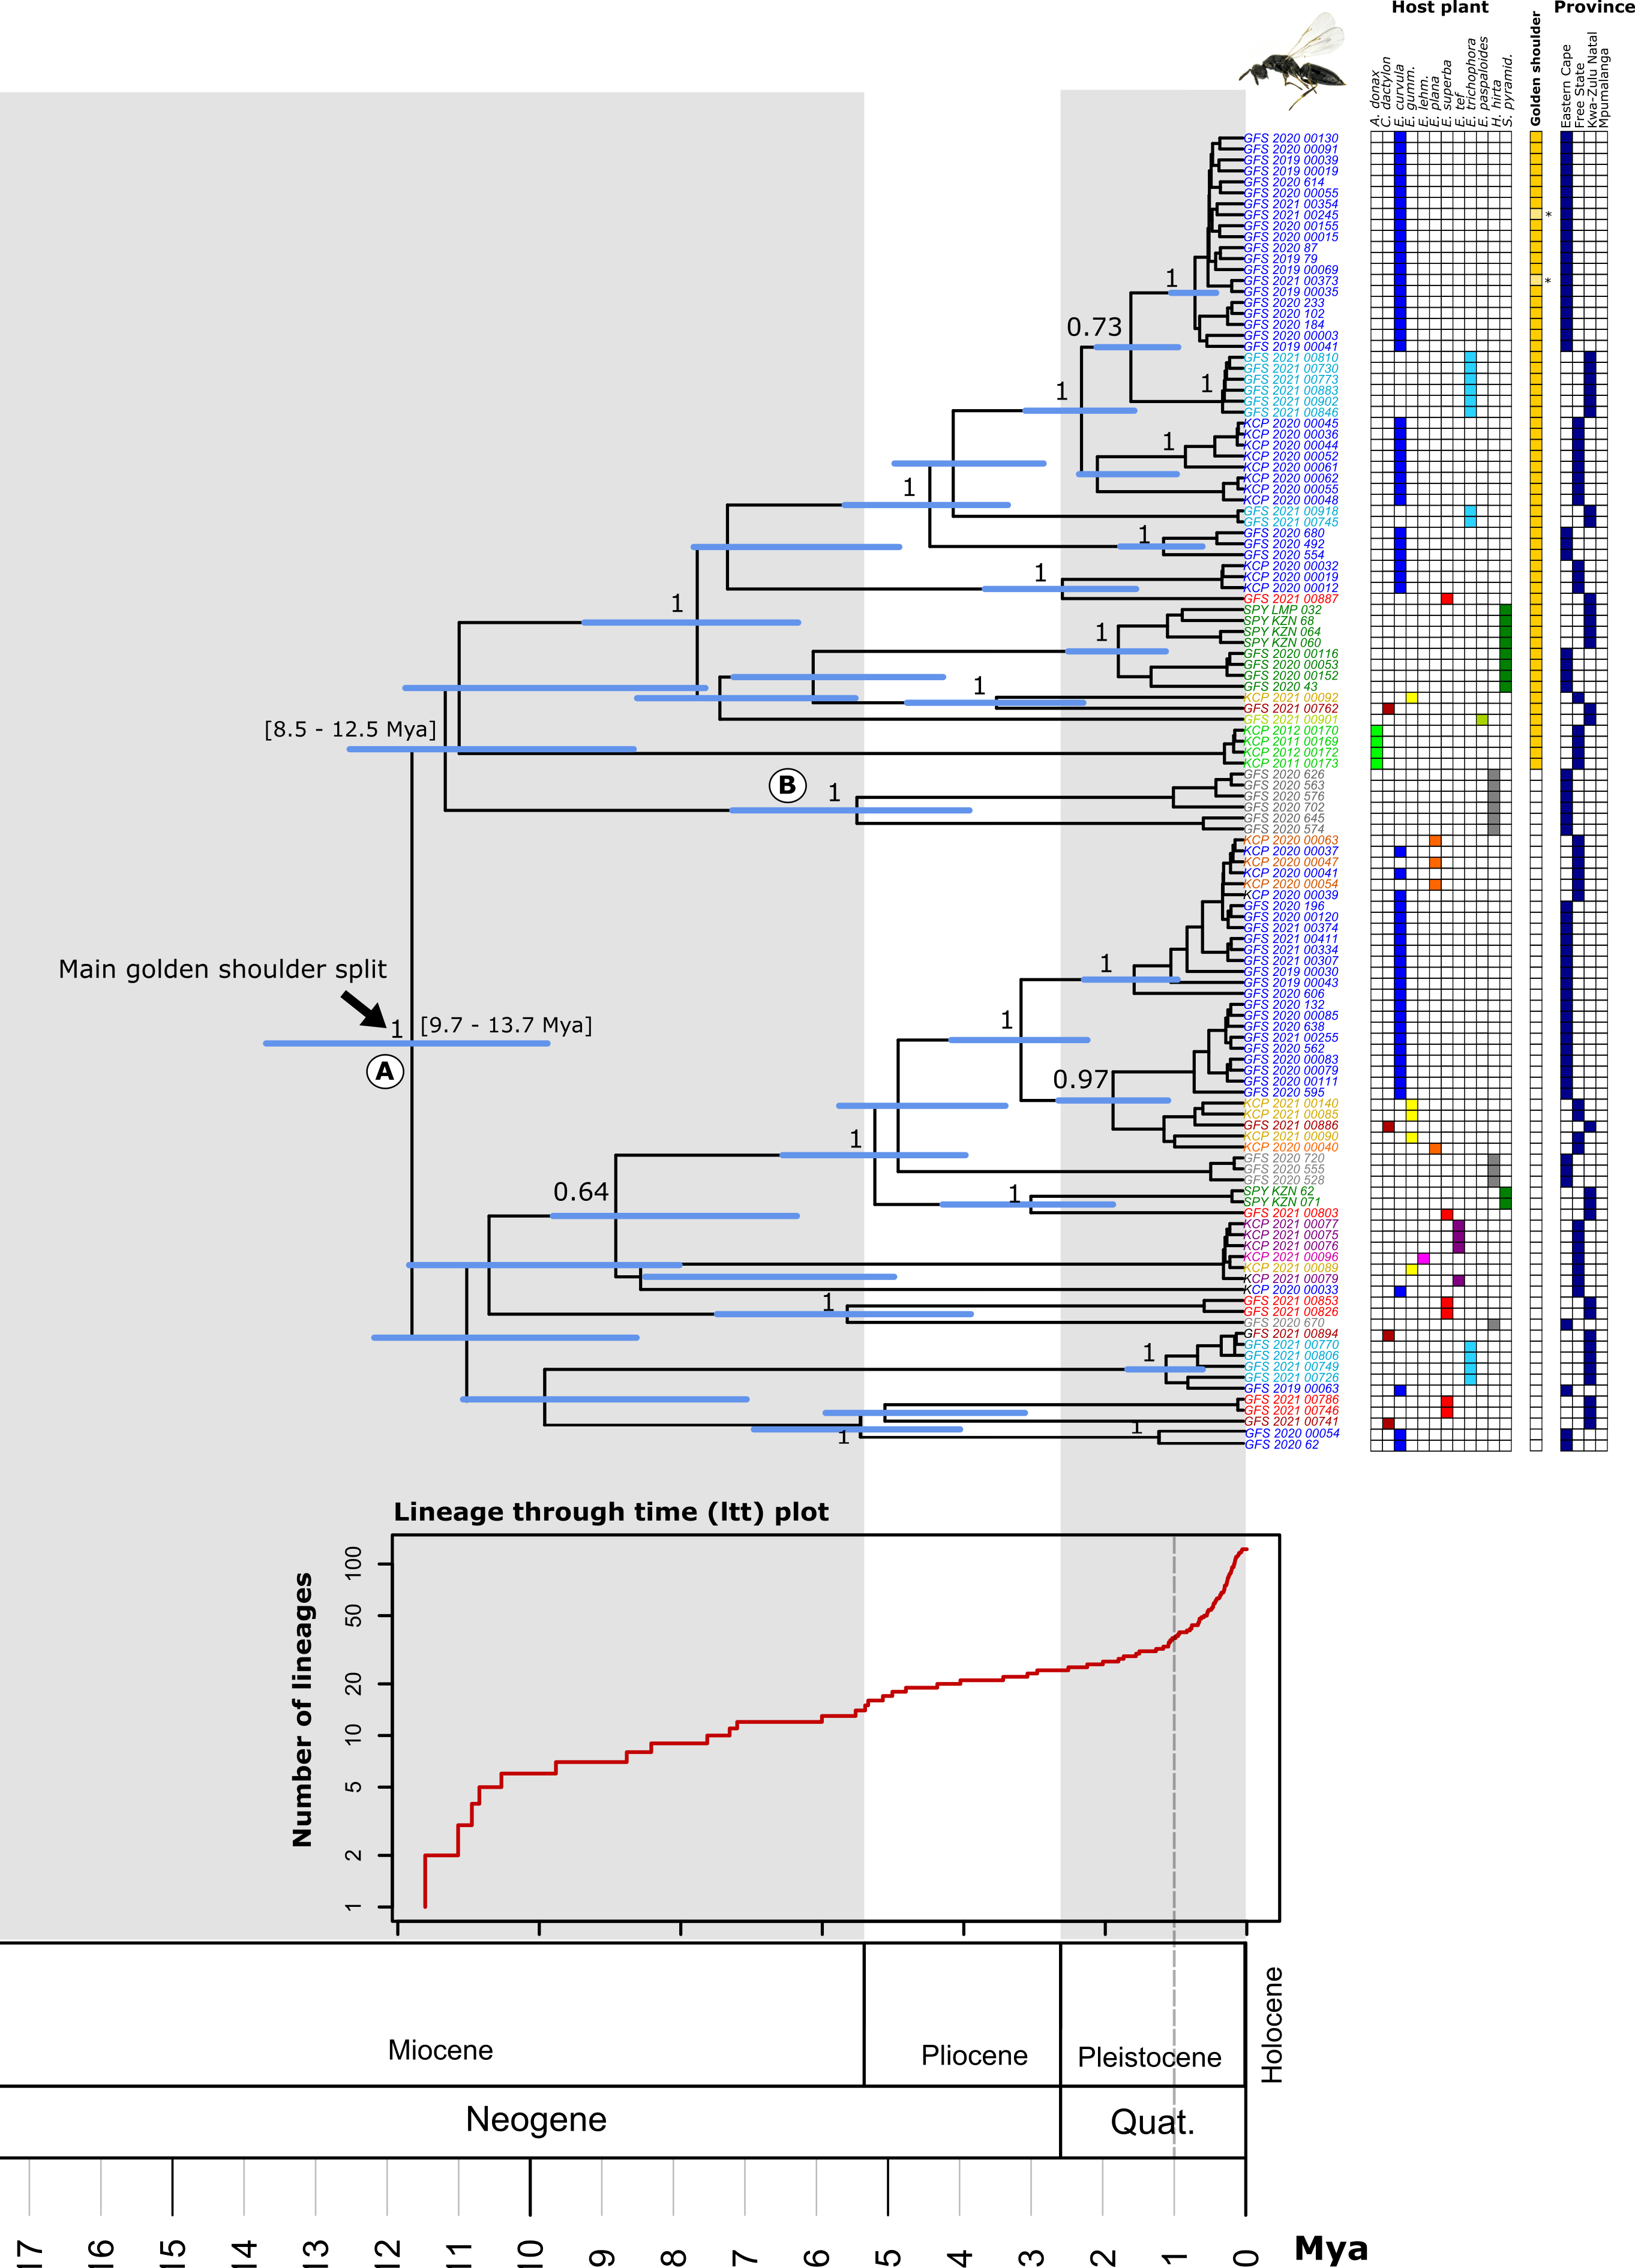 Host plant
Province
A. donax
C. dactylon
E. curvula
E. gumm.
E. lehm.
E. plana
E. superba
E. tef
E. trichophora
E. paspaloides
H. hirta
S. pyramid.
Golden shoulder
Eastern Cape
Free State
Kwa-Zulu Natal
Mpumalanga
GFS 2020 00130
GFS 2020 00091
GFS 2019 00039
GFS 2019 00019
GFS 2020 614
GFS 2020 00055
GFS 2021 00354
GFS 2021 00245 *
GFS 2020 00155
GFS 2020 00015
GFS 2020 87
GFS 2019 79
GFS 2019 00069
1 GFS 2021 00373 *
GFS 2019 00035
GFS 2020 233
GFS 2020 102
0.73 GFS 2020 184
GFS 2020 00003
GFS 2019 00041
GFS 2021 00810
GFS 2021 00730
GFS 2021 00773
1 1 GFS 2021 00883
GFS 2021 00902
GFS 2021 00846
KCP 2020 00045
KCP 2020 00036
1 KCP 2020 00044
KCP 2020 00052
KCP 2020 00061
KCP 2020 00062
1 KCP 2020 00055
KCP 2020 00048
GFS 2021 00918
GFS 2021 00745
1 GFS 2020 680
GFS 2020 492
GFS 2020 554
1 KCP 2020 00032
KCP 2020 00019
KCP 2020 00012
1 GFS 2021 00887
SPY LMP 032
SPY KZN 68
1 SPY KZN 064
SPY KZN 060
GFS 2020 00116
GFS 2020 00053
GFS 2020 00152
1 GFS 2020 43
KCP 2021 00092
GFS 2021 00762
GFS 2021 00901
[8.5 - 12.5 Mya] KCP 2012 00170
KCP 2011 00169
KCP 2012 00172
KCP 2011 00173
GFS 2020 626
B GFS 2020 563
1 GFS 2020 576
GFS 2020 702
GFS 2020 645
GFS 2020 574
KCP 2020 00063
KCP 2020 00037
KCP 2020 00047
KCP 2020 00041
KCP 2020 00054
KCP 2020 00039
GFS 2020 196
GFS 2020 00120
GFS 2021 00374
GFS 2021 00411
GFS 2021 00334
1 GFS 2021 00307
Main golden shoulder split GFS 2019 00030
GFS 2019 00043
GFS 2020 606
GFS 2020 132
1 GFS 2020 00085
1 [9.7 - 13.7 Mya] GFS 2020 638
GFS 2021 00255
GFS 2020 562
GFS 2020 00083
A GFS 2020 00079
0.97 GFS 2020 00111
GFS 2020 595
KCP 2021 00140
KCP 2021 00085
GFS 2021 00886
1 KCP 2021 00090
KCP 2020 00040
GFS 2020 720
GFS 2020 555
GFS 2020 528
0.64 1 SPY KZN 62
SPY KZN 071
GFS 2021 00803
KCP 2021 00077
KCP 2021 00075
KCP 2021 00076
KCP 2021 00096
KCP 2021 00089
KCP 2021 00079
KCP 2020 00033
1 GFS 2021 00853
GFS 2021 00826
GFS 2020 670
GFS 2021 00894
GFS 2021 00770
1 GFS 2021 00806
GFS 2021 00749
GFS 2021 00726
GFS 2019 00063
GFS 2021 00786
GFS 2021 00746
GFS 2021 00741
1 1 GFS 2020 00054
GFS 2020 62
Lineage through time (ltt) plot
Number of lineages
100
50
20
10
5
2
1
Miocene
Pliocene
Pleistocene
Holocene
Neogene
Quat.
17 16 15 14 13 12 11 10 9 8 7 6 5 4 3 2 1 0 Mya